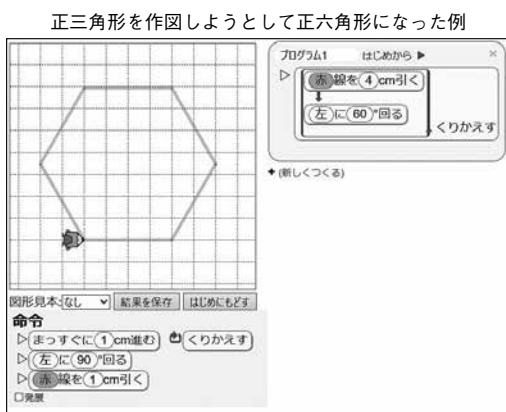 正三角形を作図しようとして正六角形になった例
プログラム1 はじめから ▶ ×
赤 線を 4 cm引く
左 に 60 °回る
くりかえす
(新しくつくる)
図形見本:なし 結果を保存 はじめにもどす
命令
まっすぐに 1 cm進む くりかえす
左 に 90 °回る
赤 線を 1 cm引く
発展